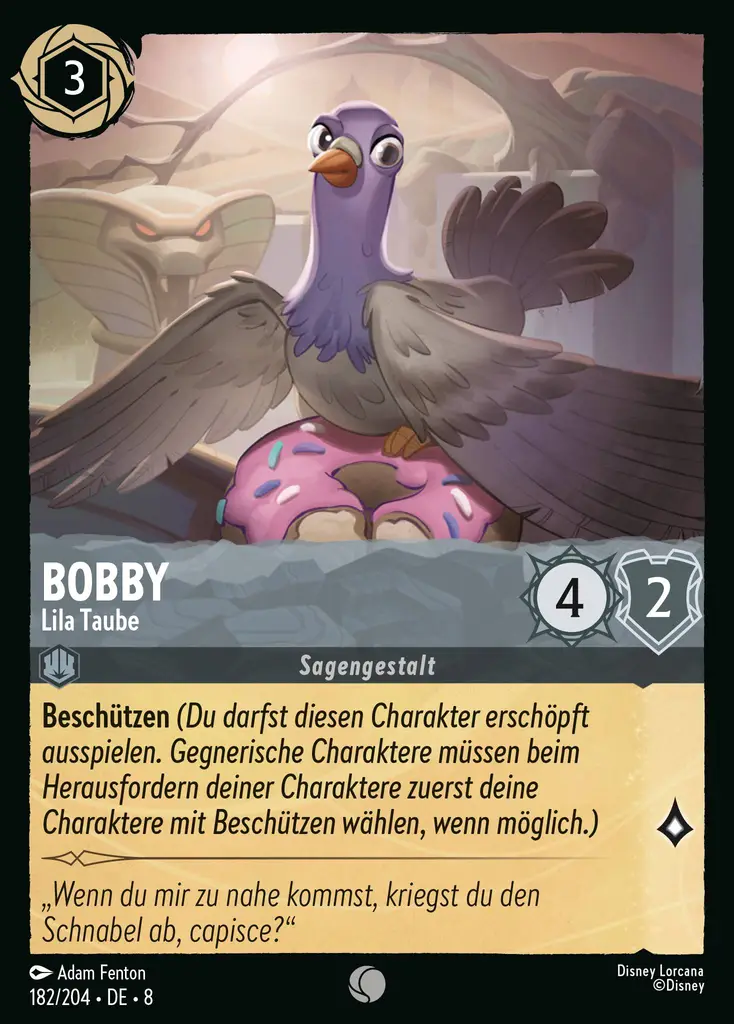 3
BOBBY
Lila Taube
4
2
Sagengestalt
Beschützen (Du darfst diesen Charakter erschöpft
ausspielen. Gegnerische Charaktere müssen beim
Herausfordern deiner Charaktere zuerst deine
Charaktere mit Beschützen wählen, wenn möglich.)
„Wenn du mir zu nahe kommst, kriegst du den
Schnabel ab, capisce?“
Adam Fenton
182/204 • DE • 8
Disney Lorcana
©Disney